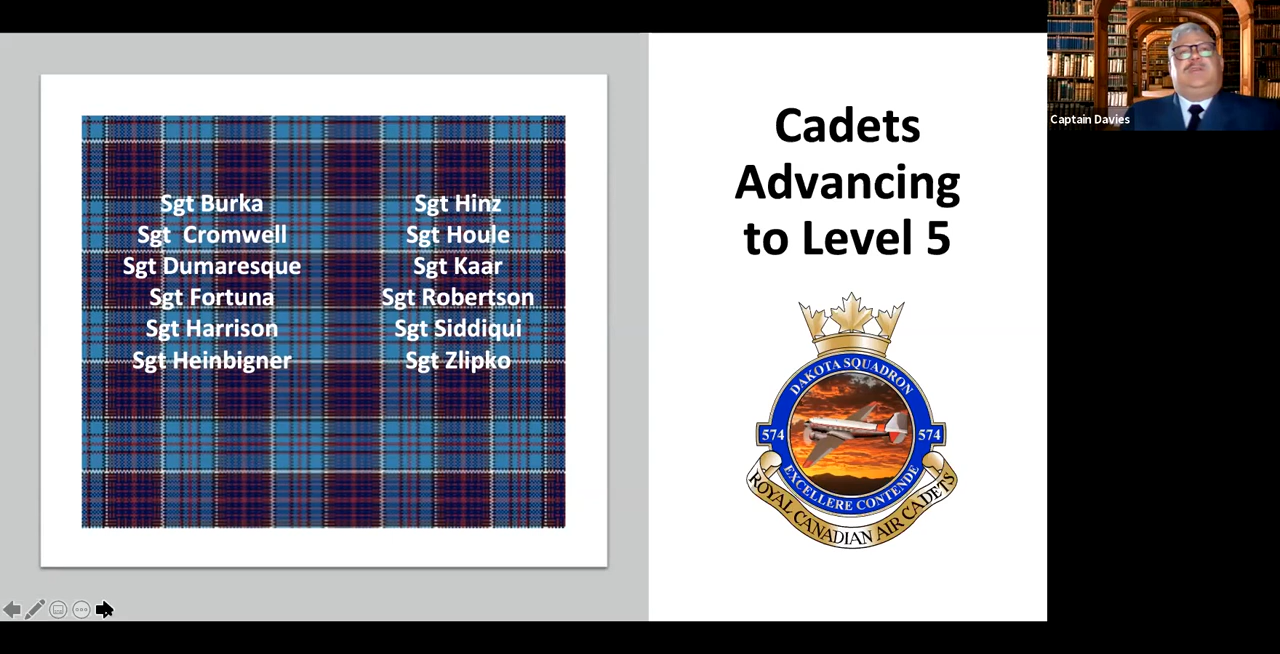 Sgt Burka
Sgt Cromwell
Sgt Dumaresque
Sgt Fortuna
Sgt Harrison
Sgt Heinbigner
Sgt Hinz
Sgt Houle
Sgt Kaar
Sgt Robertson
Sgt Siddiqui
Sgt Zlipko
Cadets
Advancing
to Level 5
DAKOTA SQUADRON
574 574
EXCELLERE CONTENDE
ROYAL CANADIAN AIR CADETS
Captain Davies